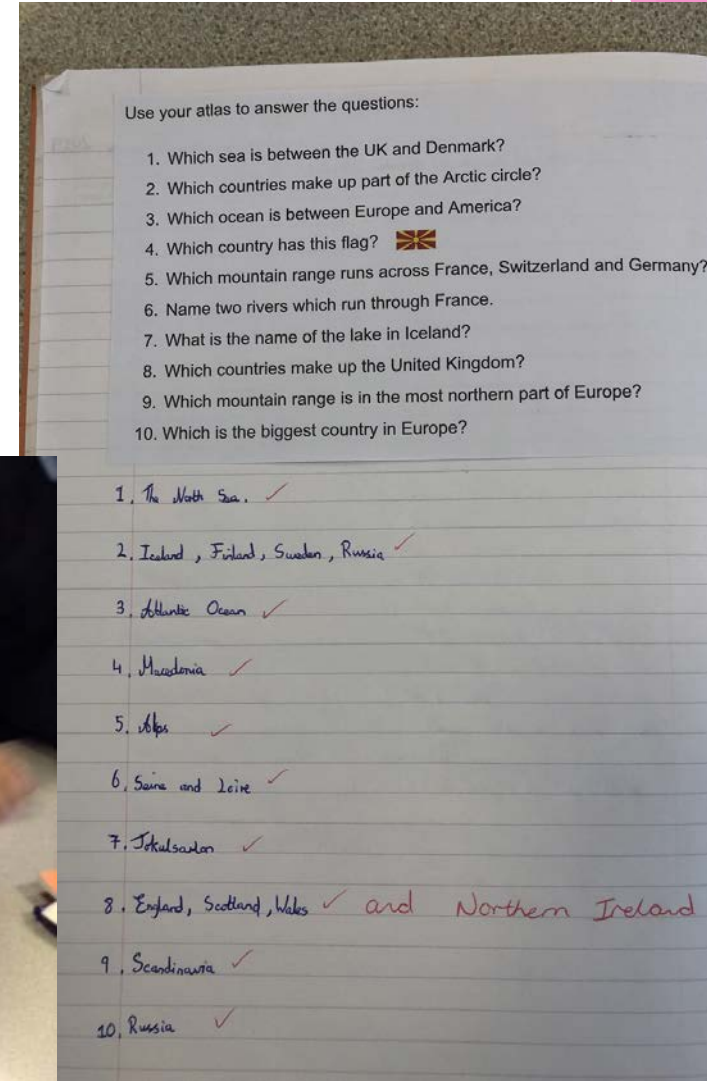 Use your atlas to answer the questions:
1. Which sea is between the UK and Denmark?
2. Which countries make up part of the Arctic circle?
3. Which ocean is between Europe and America?
4. Which country has this flag?
5. Which mountain range runs across France, Switzerland and Germany?
6. Name two rivers which run through France.
7. What is the name of the lake in Iceland?
8. Which countries make up the United Kingdom?
9. Which mountain range is in the most northern part of Europe?
10. Which is the biggest country in Europe?
1. The North Sea.
2. Iceland, Finland, Sweden, Russia
3. Atlantic Ocean
4. Macedonia
5. Alps
6. Seine and Loire
7. Jokulsarlon
8. England, Scotland, Wales and Northern Ireland
9. Scandinavia
10. Russia